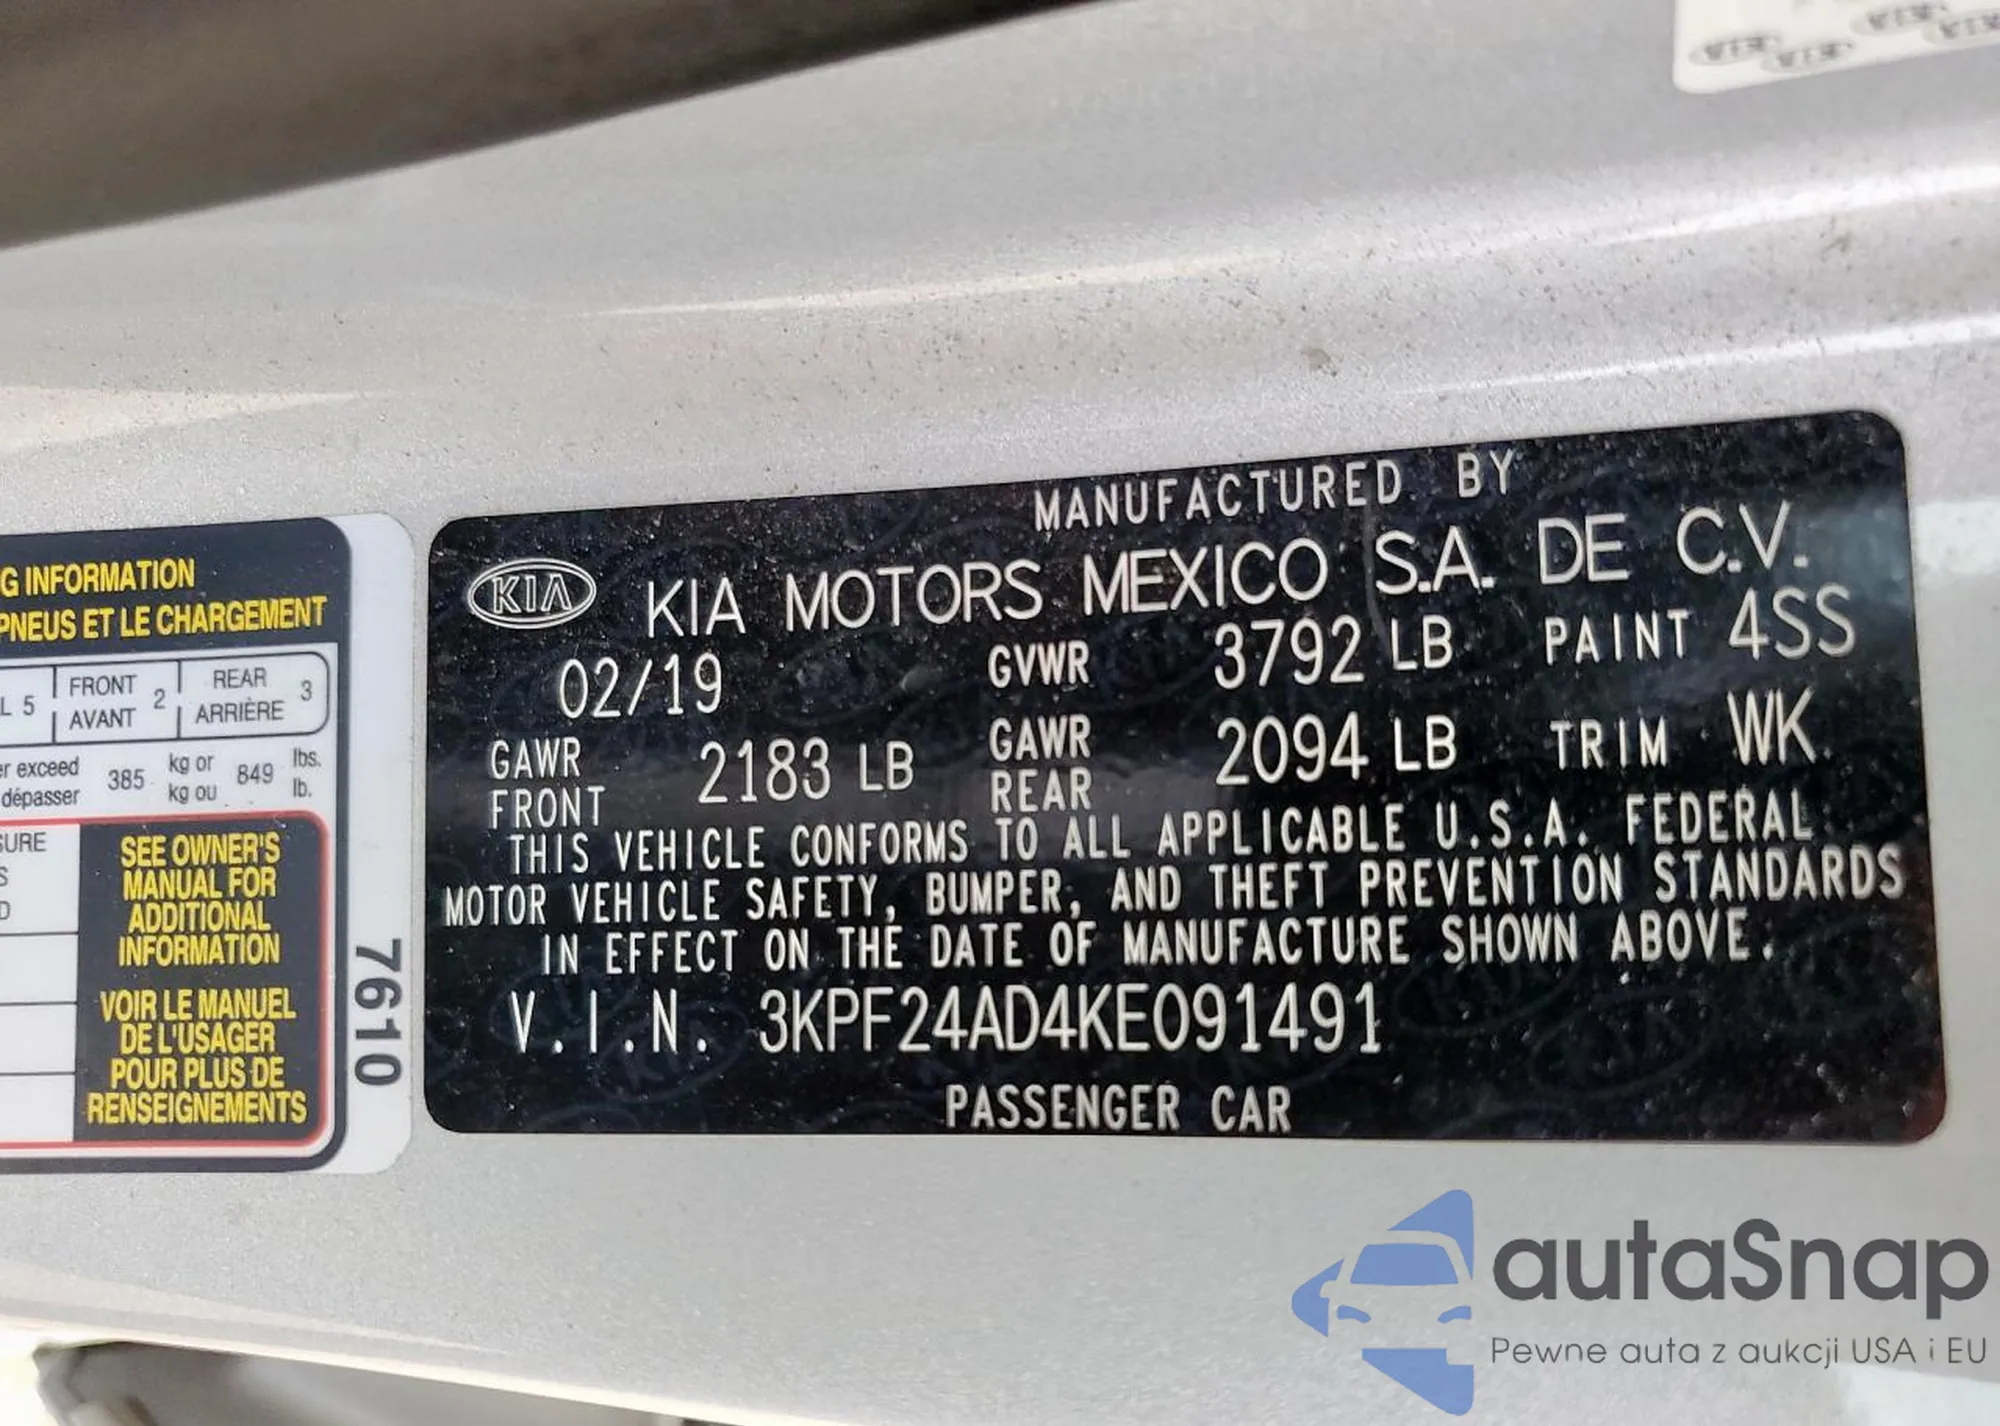 G INFORMATION
PNEUS ET LE CHARGEMENT
L 5 FRONT AVANT 2 REAR ARRIÈRE 3
er exceed 385 kg or 849 lbs.
dépasser kg ou lb.
SURE
S
D
SEE OWNER'S
MANUAL FOR
ADDITIONAL
INFORMATION
VOIR LE MANUEL
DE L'USAGER
POUR PLUS DE
RENSEIGNEMENTS
7610
MANUFACTURED BY
KIA KIA MOTORS MEXICO S.A. DE C.V.
02/19 GVWR 3792 LB PAINT 4SS
GAWR FRONT 2183 LB GAWR REAR 2094 LB TRIM WK
THIS VEHICLE CONFORMS TO ALL APPLICABLE U.S.A. FEDERAL
MOTOR VEHICLE SAFETY, BUMPER, AND THEFT PREVENTION STANDARDS
IN EFFECT ON THE DATE OF MANUFACTURE SHOWN ABOVE.
V.I.N. 3KPF24AD4KE091491
PASSENGER CAR
autaSnap
Pewne auta z aukcji USA i EU